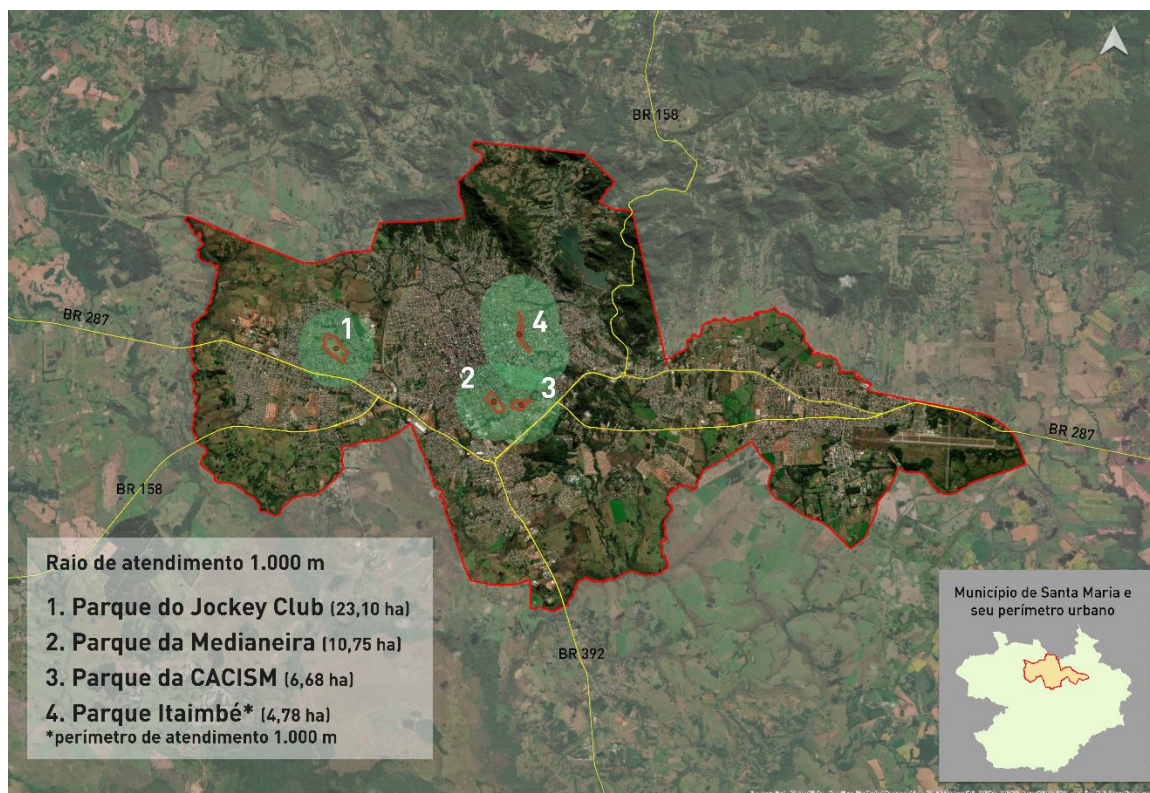 BR 158
BR 287
1
4
2
3
BR 287
BR 158
BR 392
Raio de atendimento 1.000 m
1. Parque do Jockey Club (23,10 ha)
2. Parque da Medianeira (10,75 ha)
3. Parque da CACISM (6,68 ha)
4. Parque Itaimbé* (4,78 ha)
*perímetro de atendimento 1.000 m
Município de Santa Maria e
seu perímetro urbano